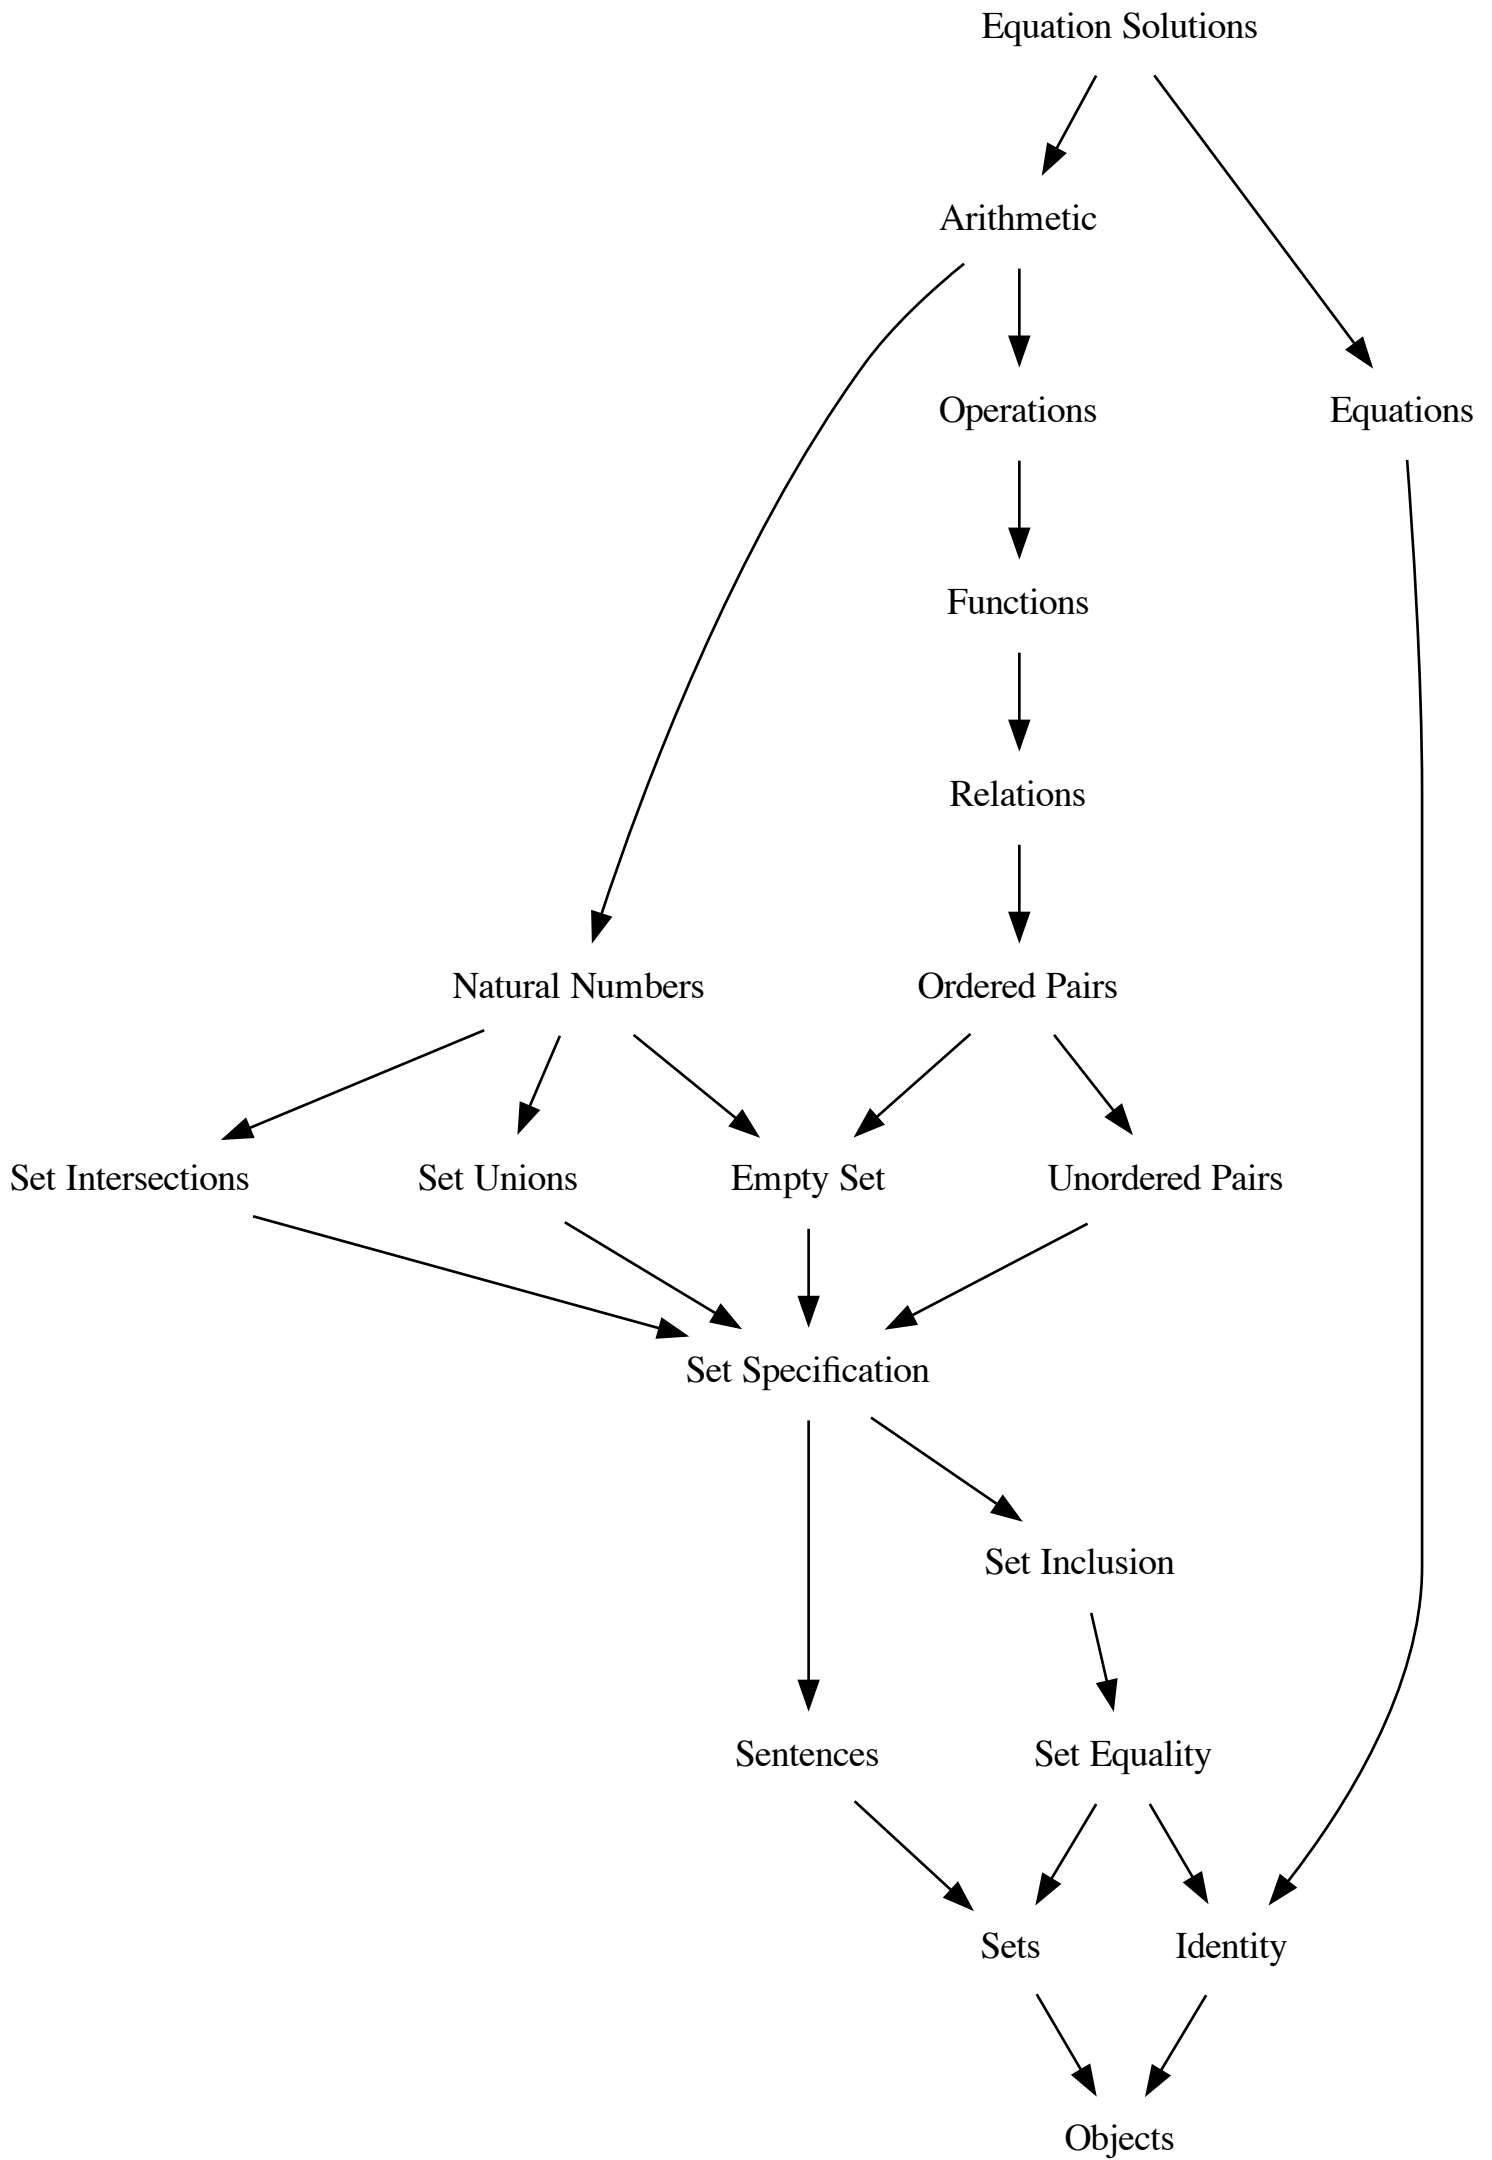 Equation Solutions
Arithmetic
Operations
Equations
Functions
Relations
Natural Numbers
Ordered Pairs
Set Intersections
Set Unions
Empty Set
Unordered Pairs
Set Specification
Set Inclusion
Sentences
Set Equality
Sets
Identity
Objects